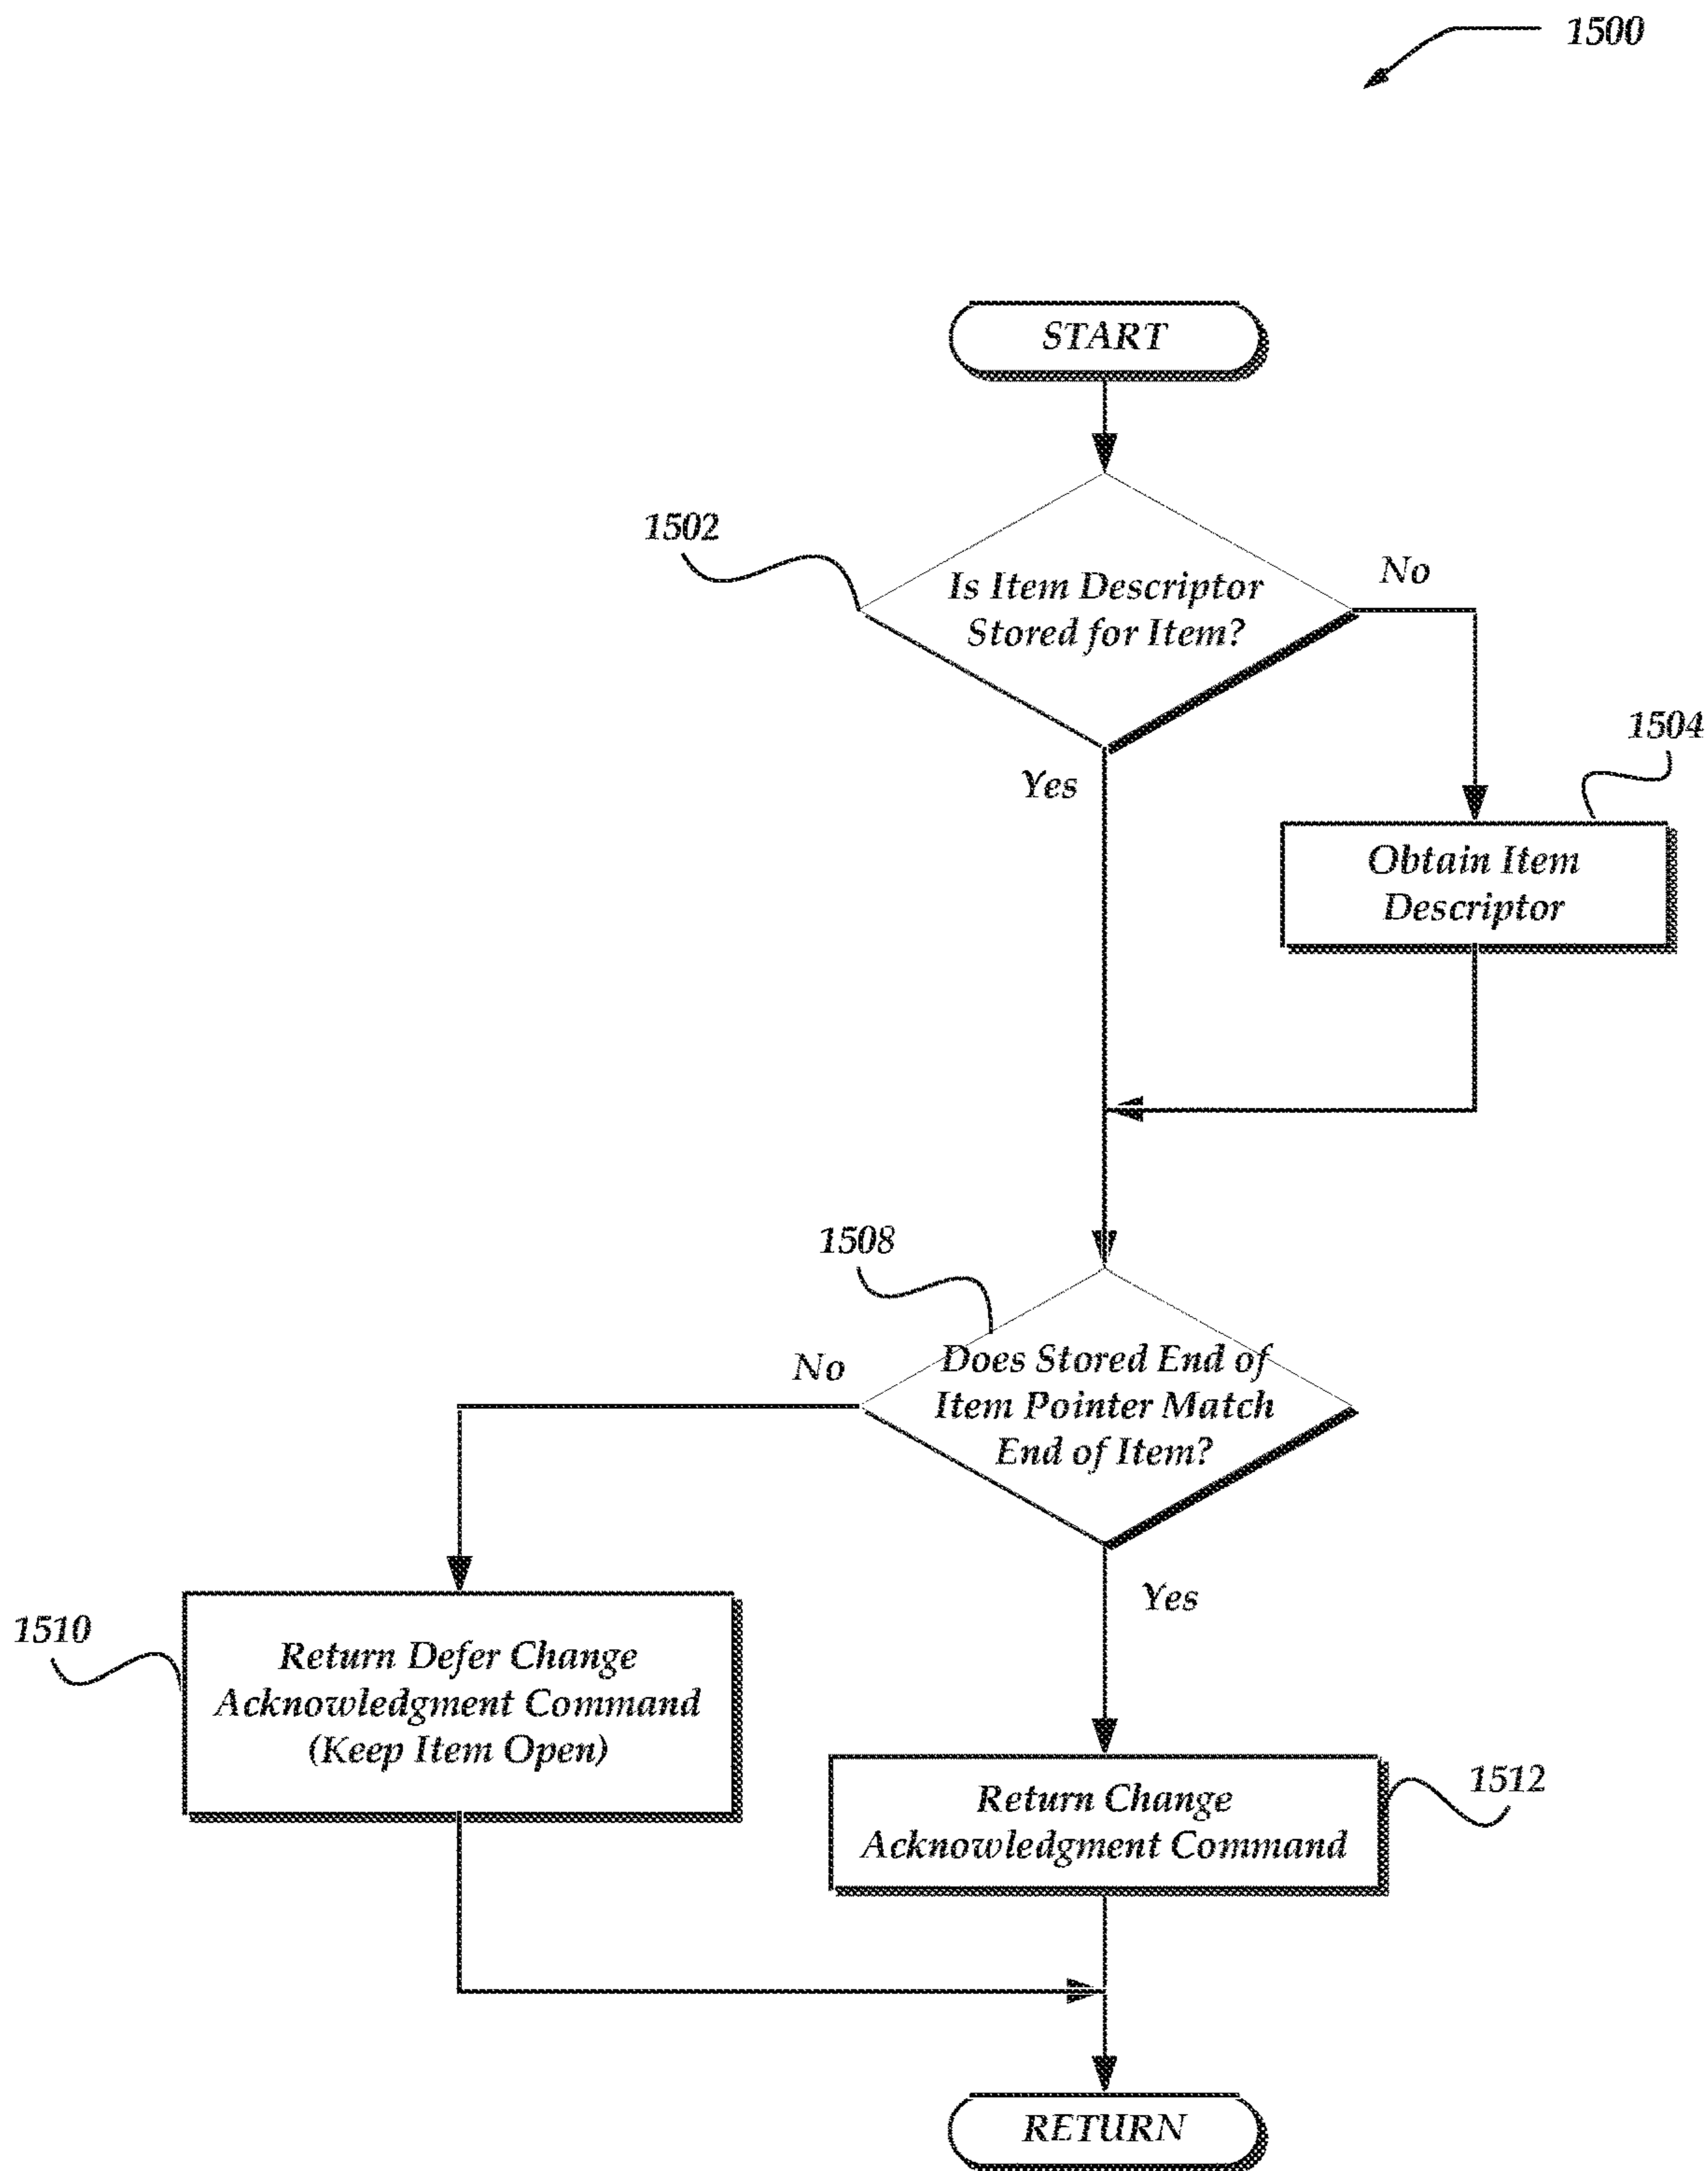 1500
START
1502
Is Item Descriptor
Stored for Item?
No
Yes
1504
Obtain Item
Descriptor
1508
Does Stored End of
Item Pointer Match
End of Item?
No
Yes
1510
Return Defer Change
Acknowledgment Command
(Keep Item Open)
1512
Return Change
Acknowledgment Command
RETURN